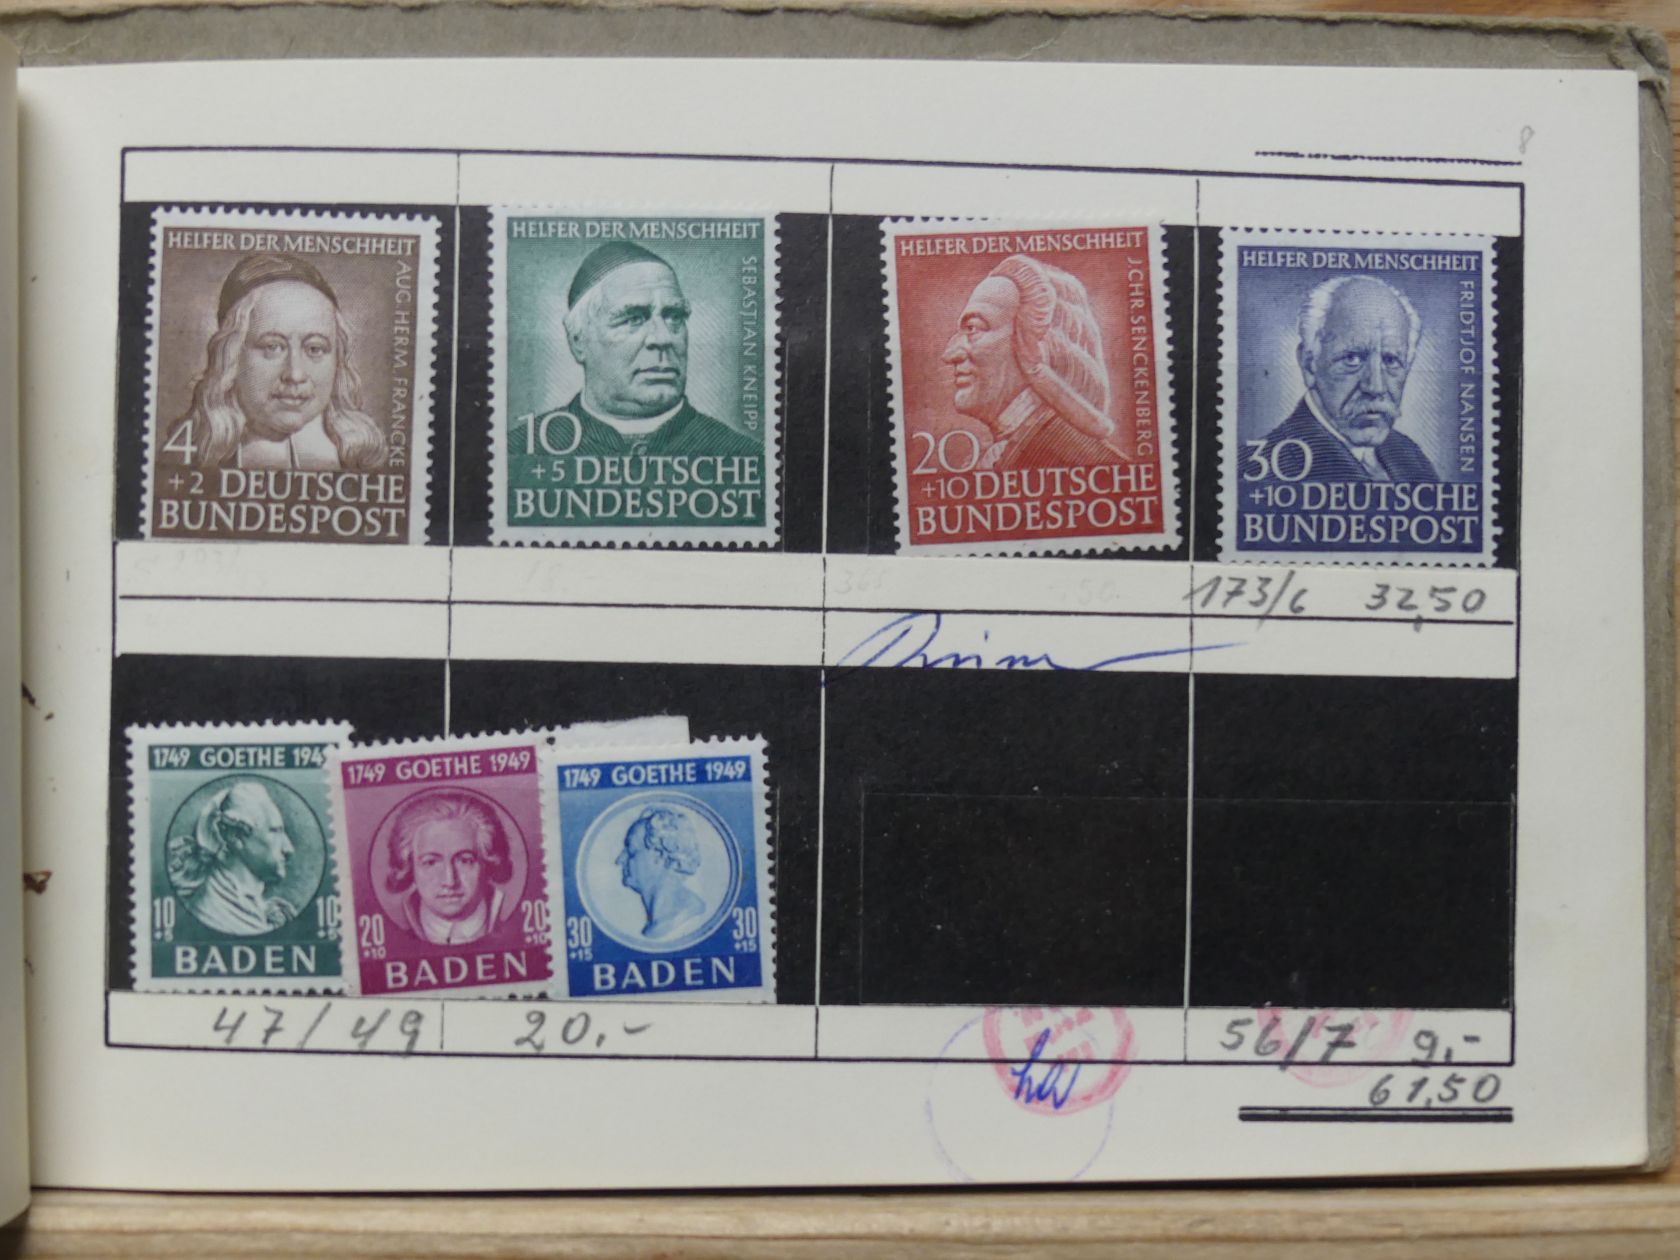 8
HELFER DER MENSCHHEIT
AUG. HERM. FRANCKE
4
+2 DEUTSCHE
BUNDESPOST
HELFER DER MENSCHHEIT
SEBASTIAN KNEIPP
10
+5 DEUTSCHE
BUNDESPOST
HELFER DER MENSCHHEIT
J.CHR.SENCKENBERG
20
+10 DEUTSCHE
BUNDESPOST
HELFER DER MENSCHHEIT
FRIDTJOF NANSEN
30
+10 DEUTSCHE
BUNDESPOST
173/6 32,50
1749 GOETHE 1949
10 +5 10 +5
BADEN
1749 GOETHE 1949
20 +10 20 +10
BADEN
1749 GOETHE 1949
30 +15 30 +15
BADEN
47/49 20.-
56/7 9.-
61,50